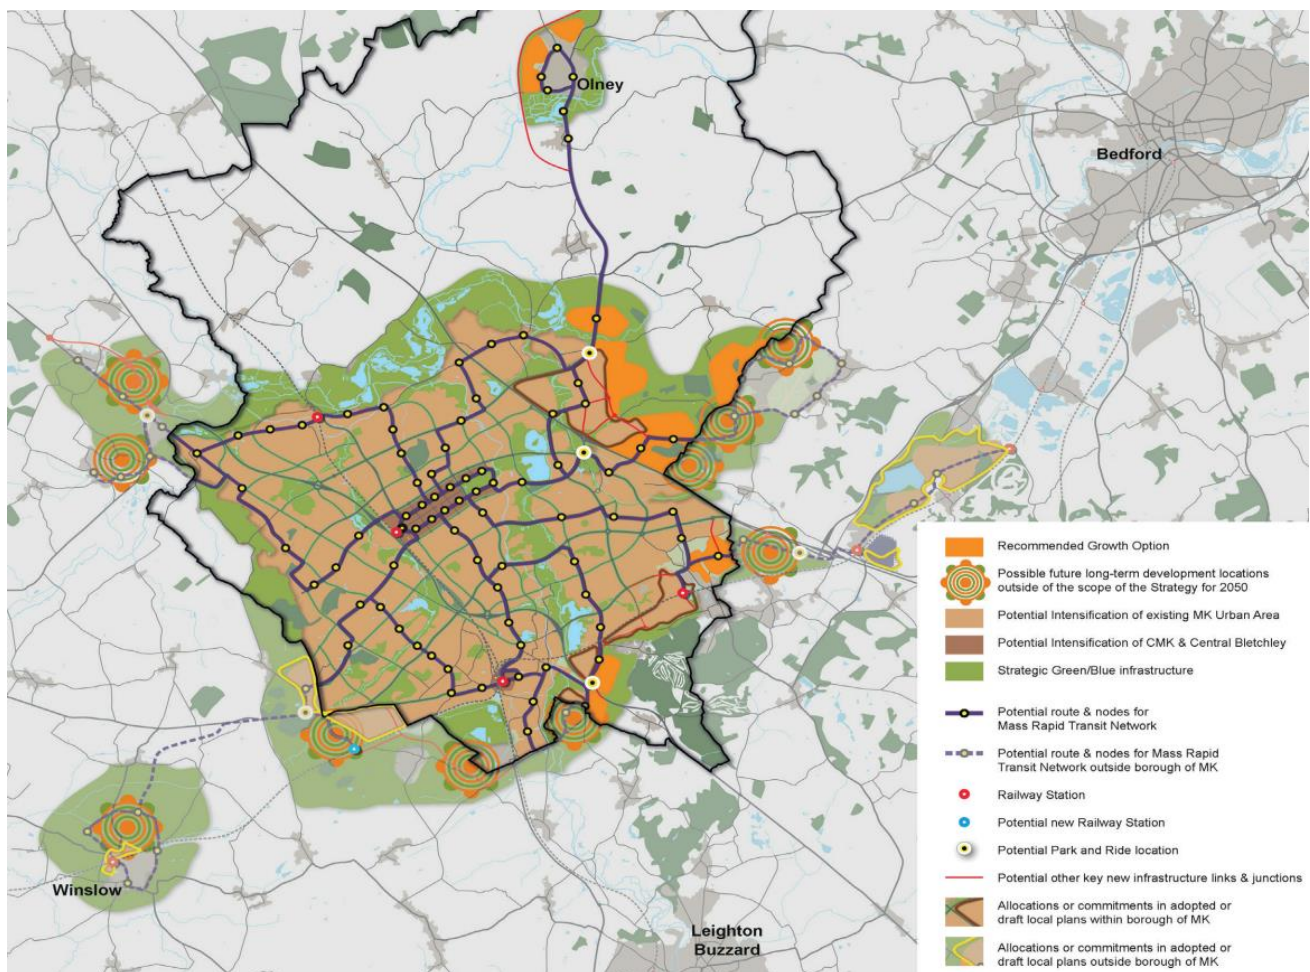 Olney
Bedford
Winslow
Leighton
Buzzard
Recommended Growth Option
Possible future long-term development locations
outside of the scope of the Strategy for 2050
Potential Intensification of existing MK Urban Area
Potential Intensification of CMK & Central Bletchley
Strategic Green/Blue infrastructure
Potential route & nodes for
Mass Rapid Transit Network
Potential route & nodes for Mass Rapid
Transit Network outside borough of MK
Railway Station
Potential new Railway Station
Potential Park and Ride location
Potential other key new infrastructure links & junctions
Allocations or commitments in adopted or
draft local plans within borough of MK
Allocations or commitments in adopted or
draft local plans outside borough of MK